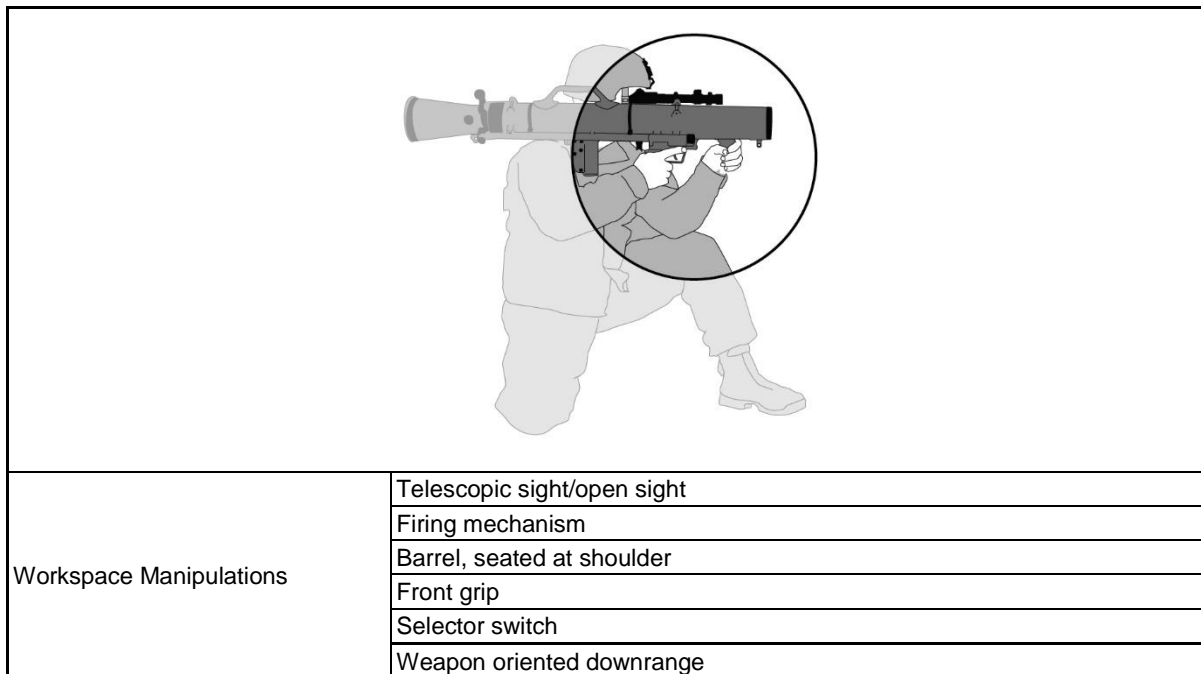 Workspace Manipulations
Telescopic sight/open sight
Firing mechanism
Barrel, seated at shoulder
Front grip
Selector switch
Weapon oriented downrange